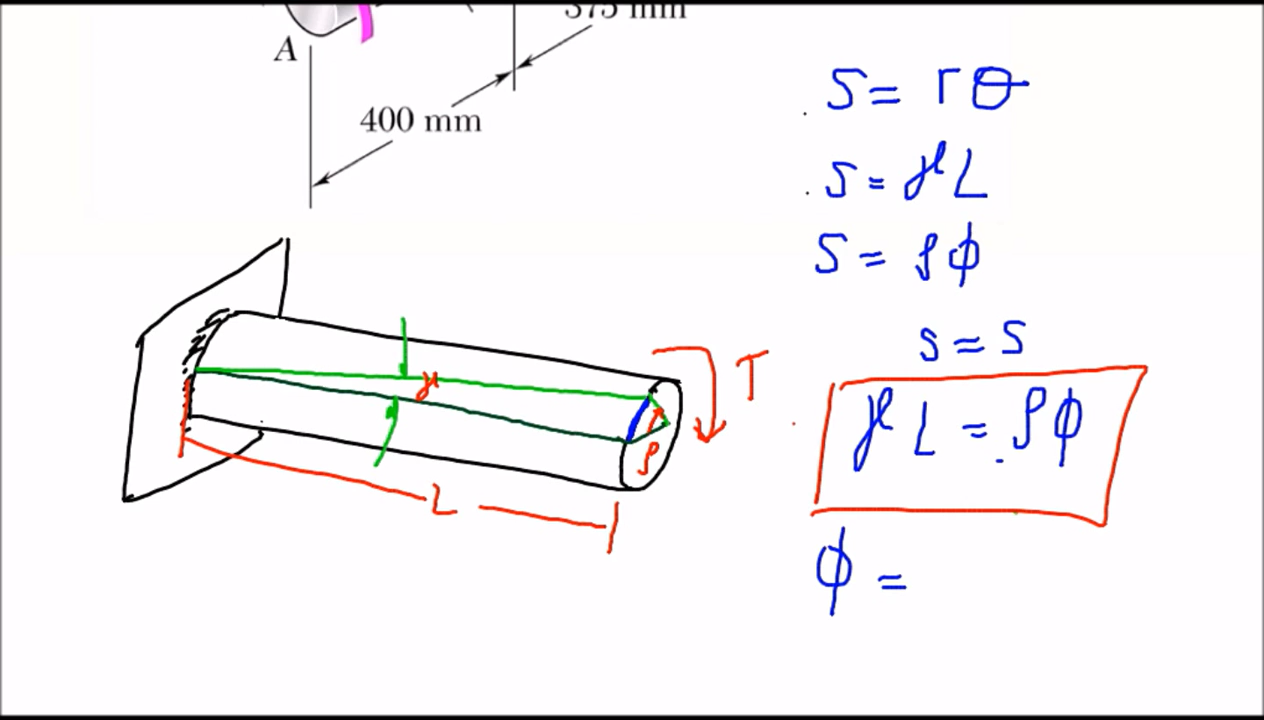 375 mm
A
400 mm
S = rθ
S = γL
S = ρϕ
S = S
γL = ρϕ
ϕ =
T
γ
ρ
L